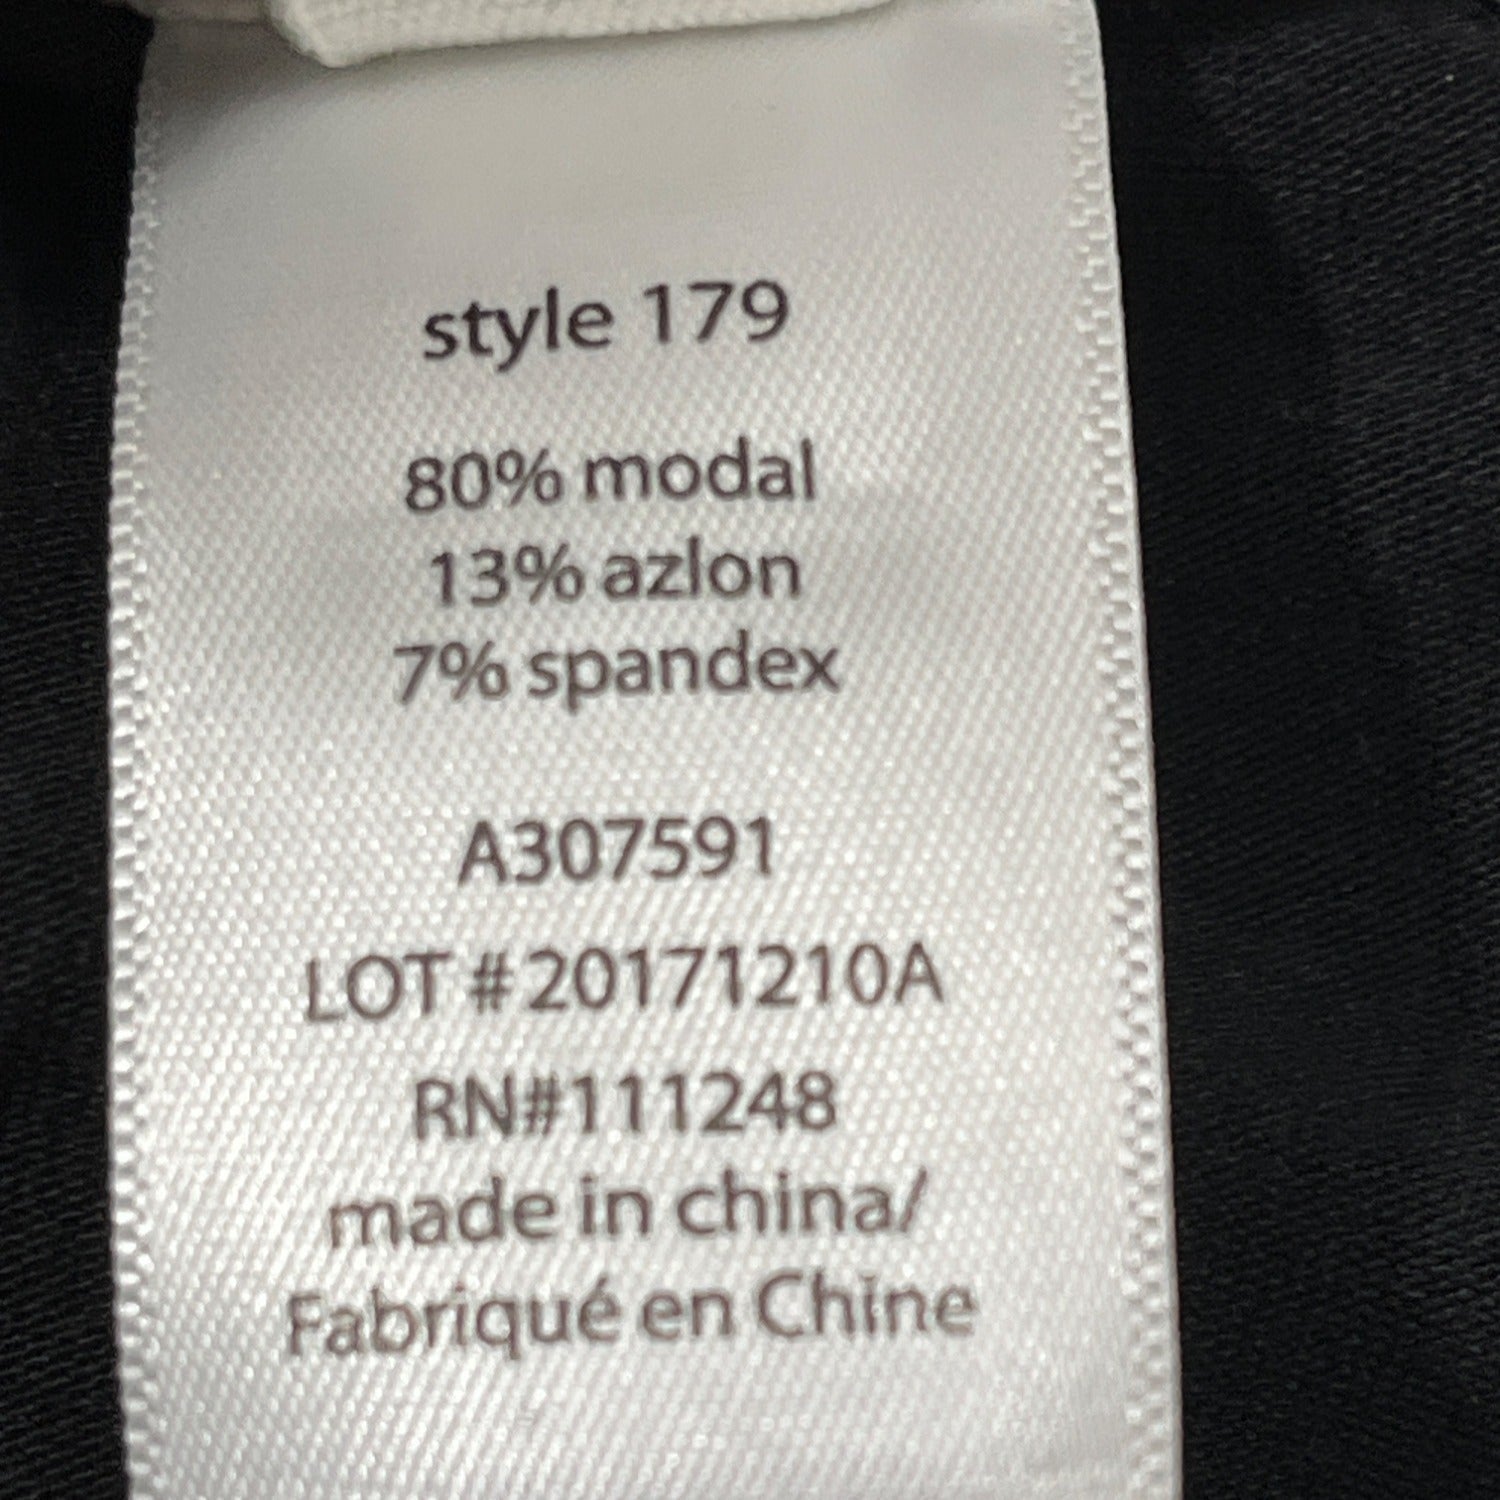 style 179
80% modal
13% azlon
7% spandex
A307591
LOT #20171210A
RN#111248
made in china/
Fabriqué en Chine